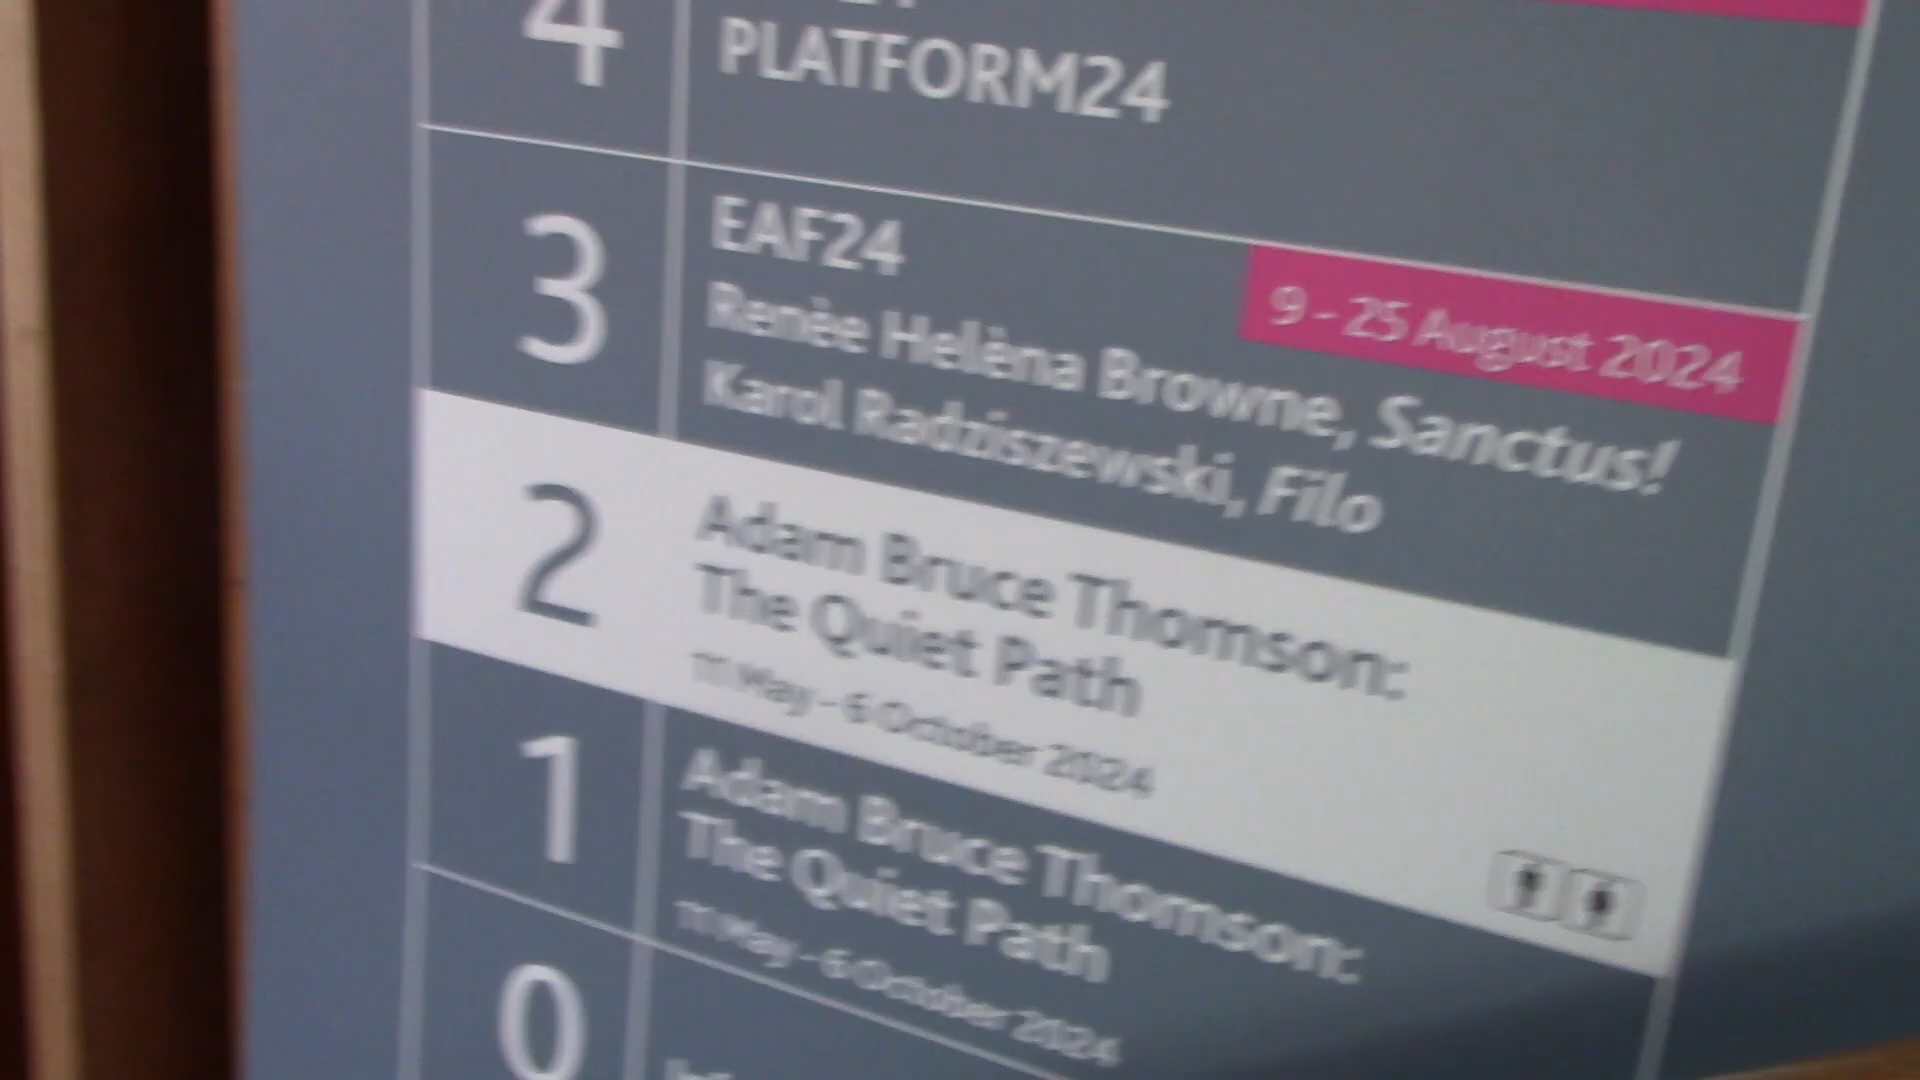 4
PLATFORM24
3
EAF24
9 - 25 August 2024
Renèe Helèna Browne, Sanctus!
Karol Radziszewski, Filo
2
Adam Bruce Thomson:
The Quiet Path
11 May - 6 October 2024
1
Adam Bruce Thomson:
The Quiet Path
11 May - 6 October 2024
0